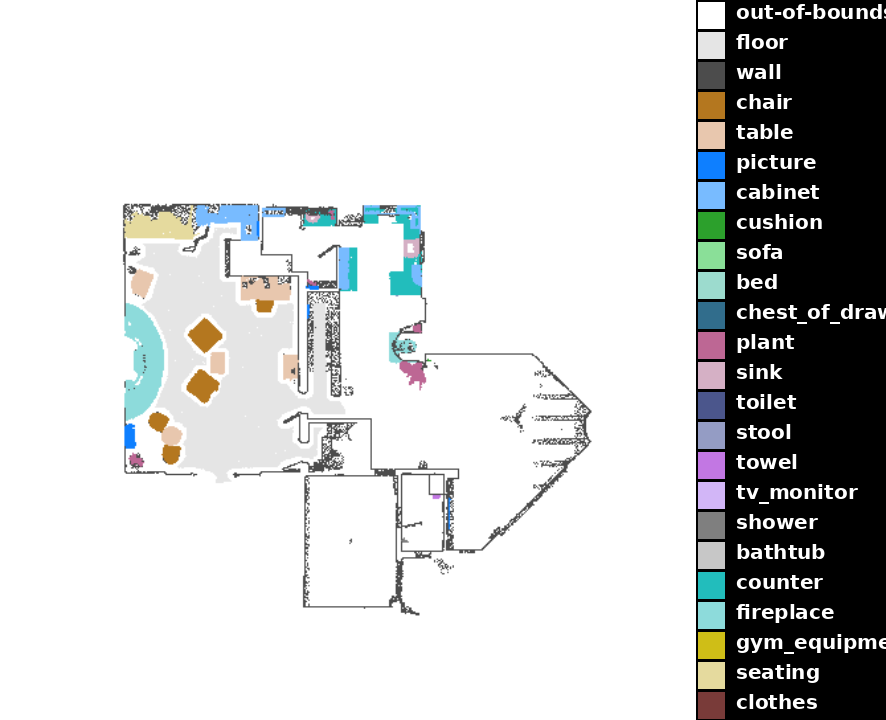 out-of-bounds
floor
wall
chair
table
picture
cabinet
cushion
sofa
bed
chest_of_draw
plant
sink
toilet
stool
towel
tv_monitor
shower
bathtub
counter
fireplace
gym_equipme
seating
clothes